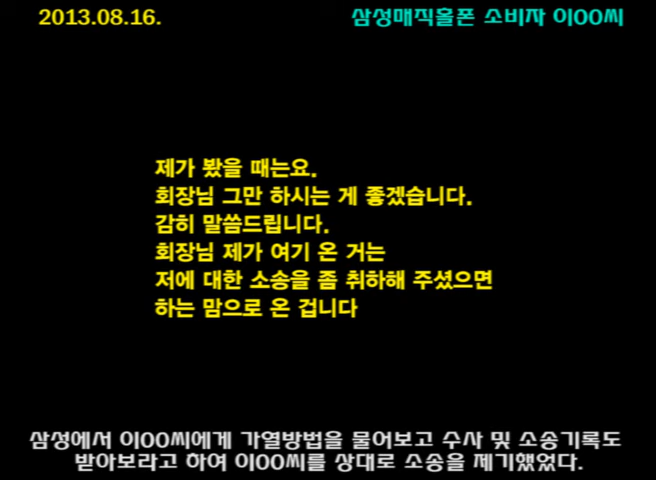 2013.08.16.
삼성매직홀폰 소비자 이OO씨
제가 봤을 때는요.
회장님 그만 하시는 게 좋겠습니다.
감히 말씀드립니다.
회장님 제가 여기 온 거는
저에 대한 소송을 좀 취하해 주셨으면
하는 맘으로 온 겁니다
삼성에서 이OO씨에게 가열방법을 물어보고 수사 및 소송기록도
받아보라고 하여 이OO씨를 상대로 소송을 제기했었다.